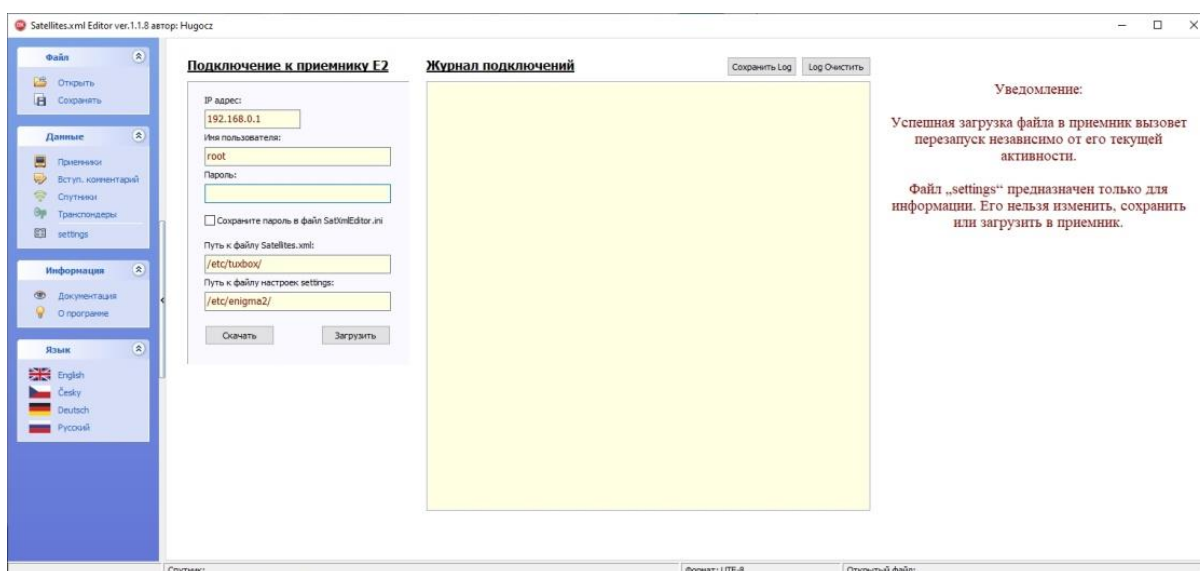 Satellites.xml Editor ver.1.1.8 автор: Hugocz
Файл
Открыть
Сохранять
Данные
Приемники
Вступ. комментарий
Спутники
Транспондеры
settings
Информация
Документация
О програме
Язык
English
Česky
Deutsch
Русский
Подключение к приемнику E2
IP адрес:
192.168.0.1
Имя пользователя:
root
Пароль:
Сохраните пароль в файл SatXmlEditor.ini
Путь к файлу Satellites.xml:
/etc/tuxbox/
Путь к файлу настроек settings:
/etc/enigma2/
Скачать
Загрузить
Журнал подключений
Сохранить Log
Log Очистить
Уведомление:
Успешная загрузка файла в приемник вызовет
перезапуск независимо от его текущей
активности.
Файл „settings“ предназначен только для
информации. Его нельзя изменить, сохранить
или загрузить в приемник.
Спутник:
Формат: UTF-8
Открытый файл: